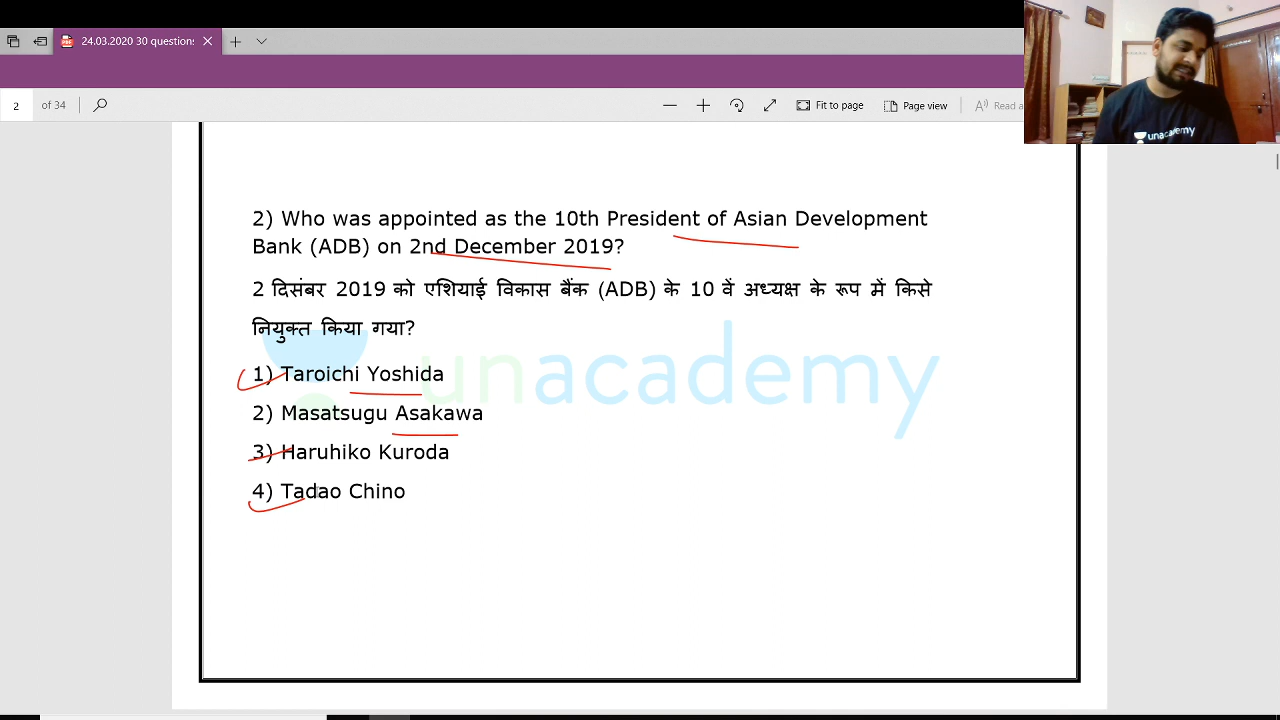 24.03.2020 30 questions
2 of 34
Fit to page
Page view
Read a
unacademy
2) Who was appointed as the 10th President of Asian Development
Bank (ADB) on 2nd December 2019?
2 दिसंबर 2019 को एशियाई विकास बैंक (ADB) के 10 वें अध्यक्ष के रूप में किसे
नियुक्त किया गया?
unacademy
1) Taroichi Yoshida
2) Masatsugu Asakawa
3) Haruhiko Kuroda
4) Tadao Chino